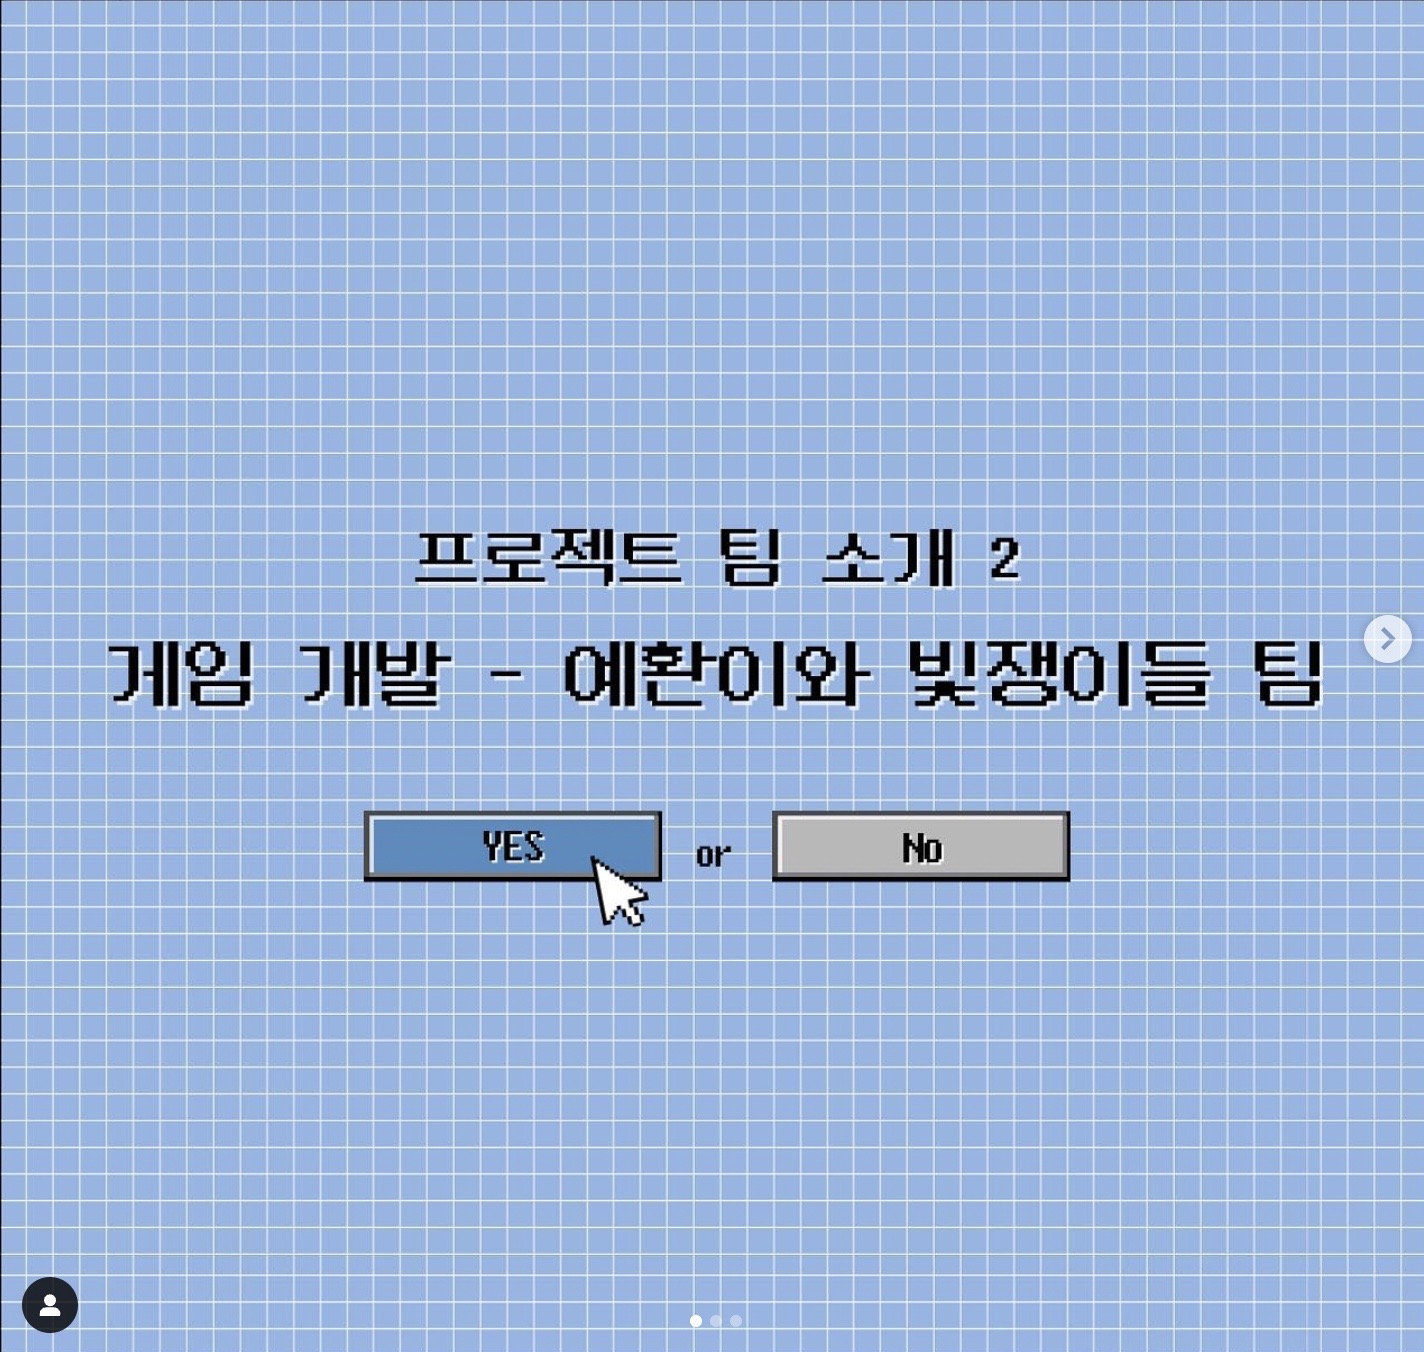 프로젝트 팀 소개 2
게임 개발 - 예환이와 빚쟁이들 팀
YES or No